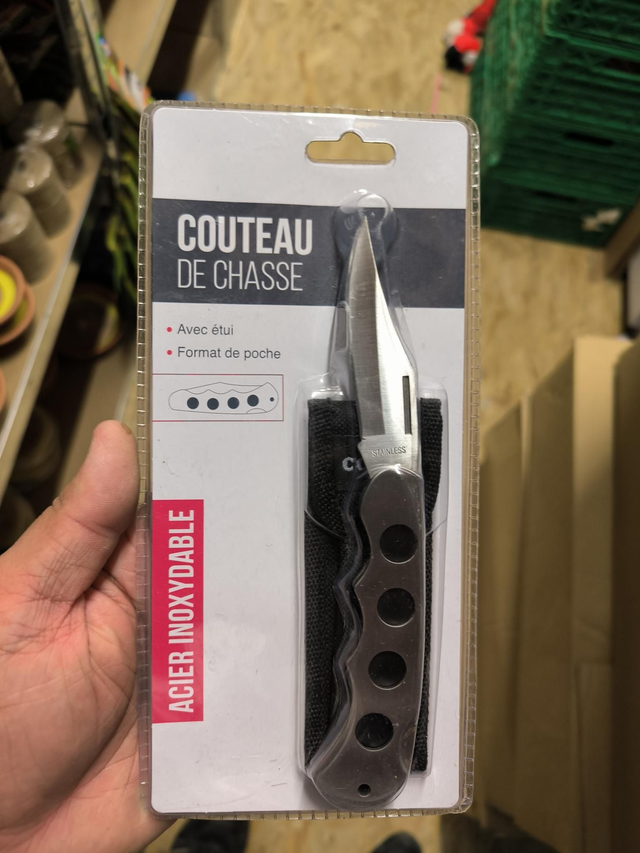 COUTEAU
DE CHASSE
• Avec étui
• Format de poche
STAINLESS
ACIER INOXYDABLE